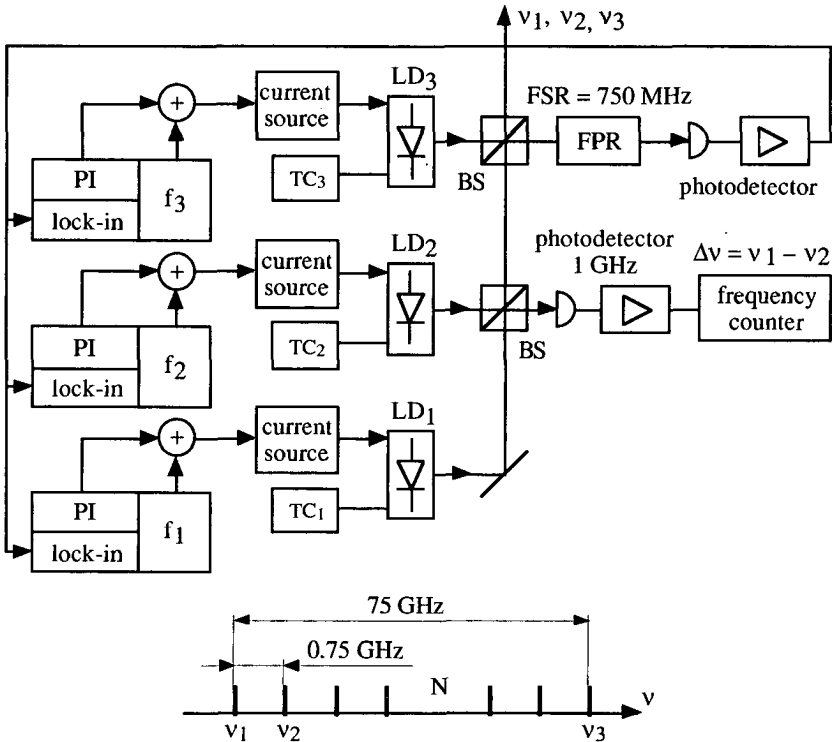 ν1, ν2, ν3
LD3
current
source
FSR = 750 MHz
+
FPR
PI
f3
TC3
BS
lock-in
photodetector
LD2
photodetector
1 GHz
Δν = ν1 – ν2
current
source
+
frequency
counter
PI
f2
TC2
BS
lock-in
LD1
current
source
+
PI
f1
TC1
lock-in
75 GHz
0.75 GHz
N
ν
ν1 ν2 ν3